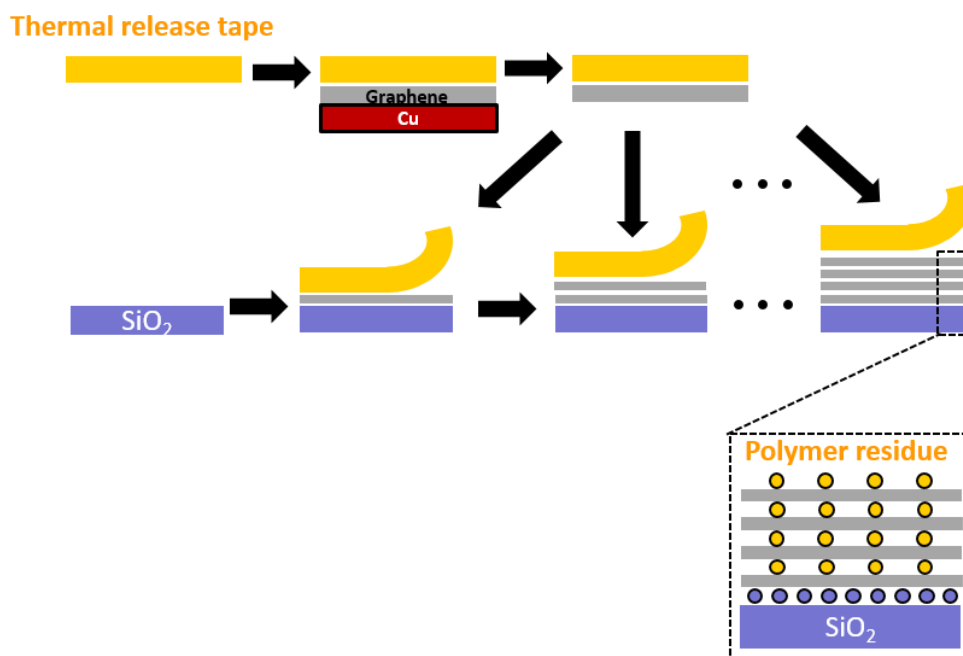 Thermal release tape
Graphene
Cu
SiO₂
Polymer residue
SiO₂